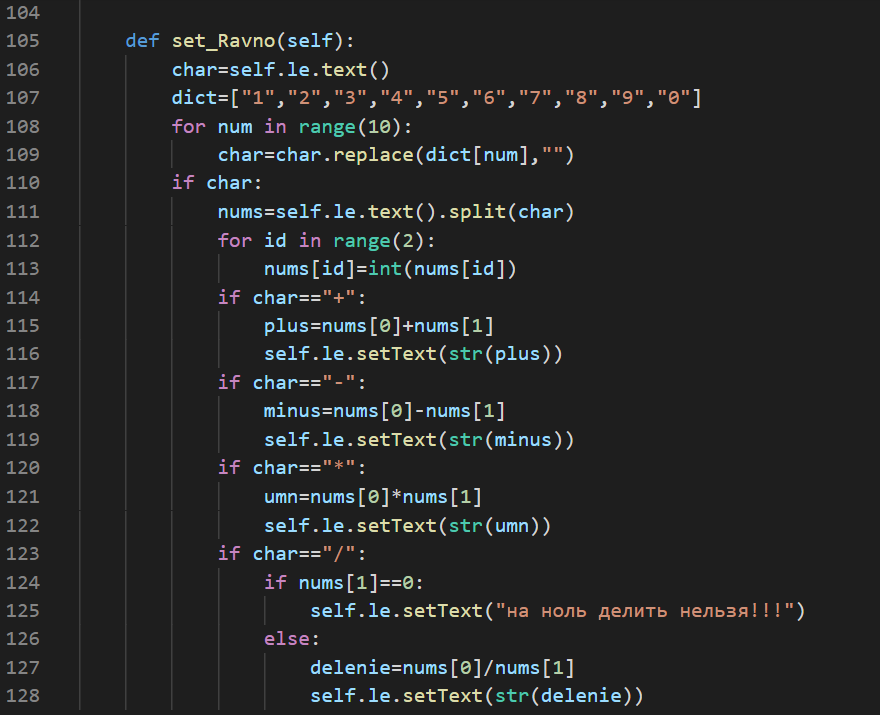 104
105 def set_Ravno(self):
106 char=self.le.text()
107 dict=["1","2","3","4","5","6","7","8","9","0"]
108 for num in range(10):
109 char=char.replace(dict[num],"")
110 if char:
111 nums=self.le.text().split(char)
112 for id in range(2):
113 nums[id]=int(nums[id])
114 if char=="+":
115 plus=nums[0]+nums[1]
116 self.le.setText(str(plus))
117 if char=="-":
118 minus=nums[0]-nums[1]
119 self.le.setText(str(minus))
120 if char=="*":
121 umn=nums[0]*nums[1]
122 self.le.setText(str(umn))
123 if char=="/":
124 if nums[1]==0:
125 self.le.setText("на ноль делить нельзя!!!")
126 else:
127 delenie=nums[0]/nums[1]
128 self.le.setText(str(delenie))